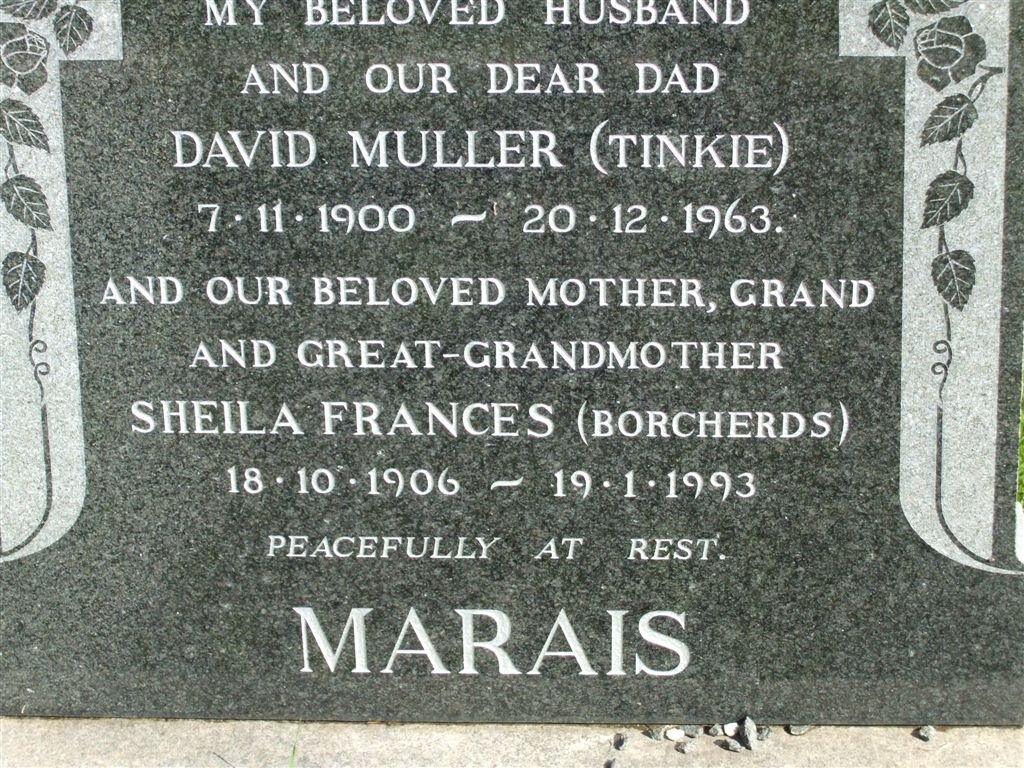 MY BELOVED HUSBAND
AND OUR DEAR DAD
DAVID MULLER (TINKIE)
7·11·1900 ~ 20·12·1963.
AND OUR BELOVED MOTHER, GRAND
AND GREAT-GRANDMOTHER
SHEILA FRANCES (BORCHERDS)
18·10·1906 ~ 19·1·1993
PEACEFULLY AT REST.
MARAIS